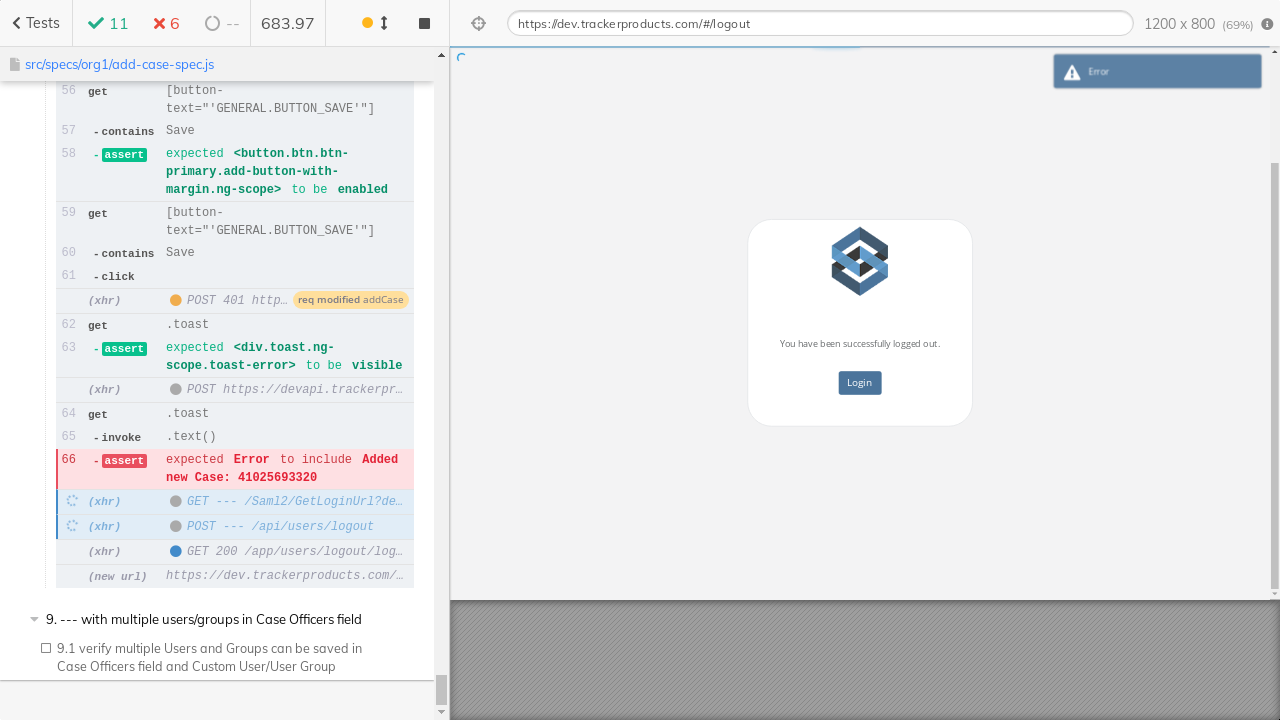 Tests
11
6
--
683.97
https://dev.trackerproducts.com/#/logout
1200 x 800 (69%)
src/specs/org1/add-case-spec.js
56 get [button-
text="'GENERAL.BUTTON_SAVE'"]
57 -contains Save
58 -assert expected <button.btn.btn-
primary.add-button-with-
margin.ng-scope> to be enabled
59 get [button-
text="'GENERAL.BUTTON_SAVE'"]
60 -contains Save
61 -click
(xhr) POST 401 http… req modified addCase
62 get .toast
63 -assert expected <div.toast.ng-
scope.toast-error> to be visible
(xhr) POST https://devapi.trackerpr…
64 get .toast
65 -invoke .text()
66 -assert expected Error to include Added
new Case: 41025693320
(xhr) GET --- /Saml2/GetLoginUrl?de…
(xhr) POST --- /api/users/logout
(xhr) GET 200 /app/users/logout/log…
(new url) https://dev.trackerproducts.com/…
9. --- with multiple users/groups in Case Officers field
9.1 verify multiple Users and Groups can be saved in
Case Officers field and Custom User/User Group
Error
You have been successfully logged out.
Login